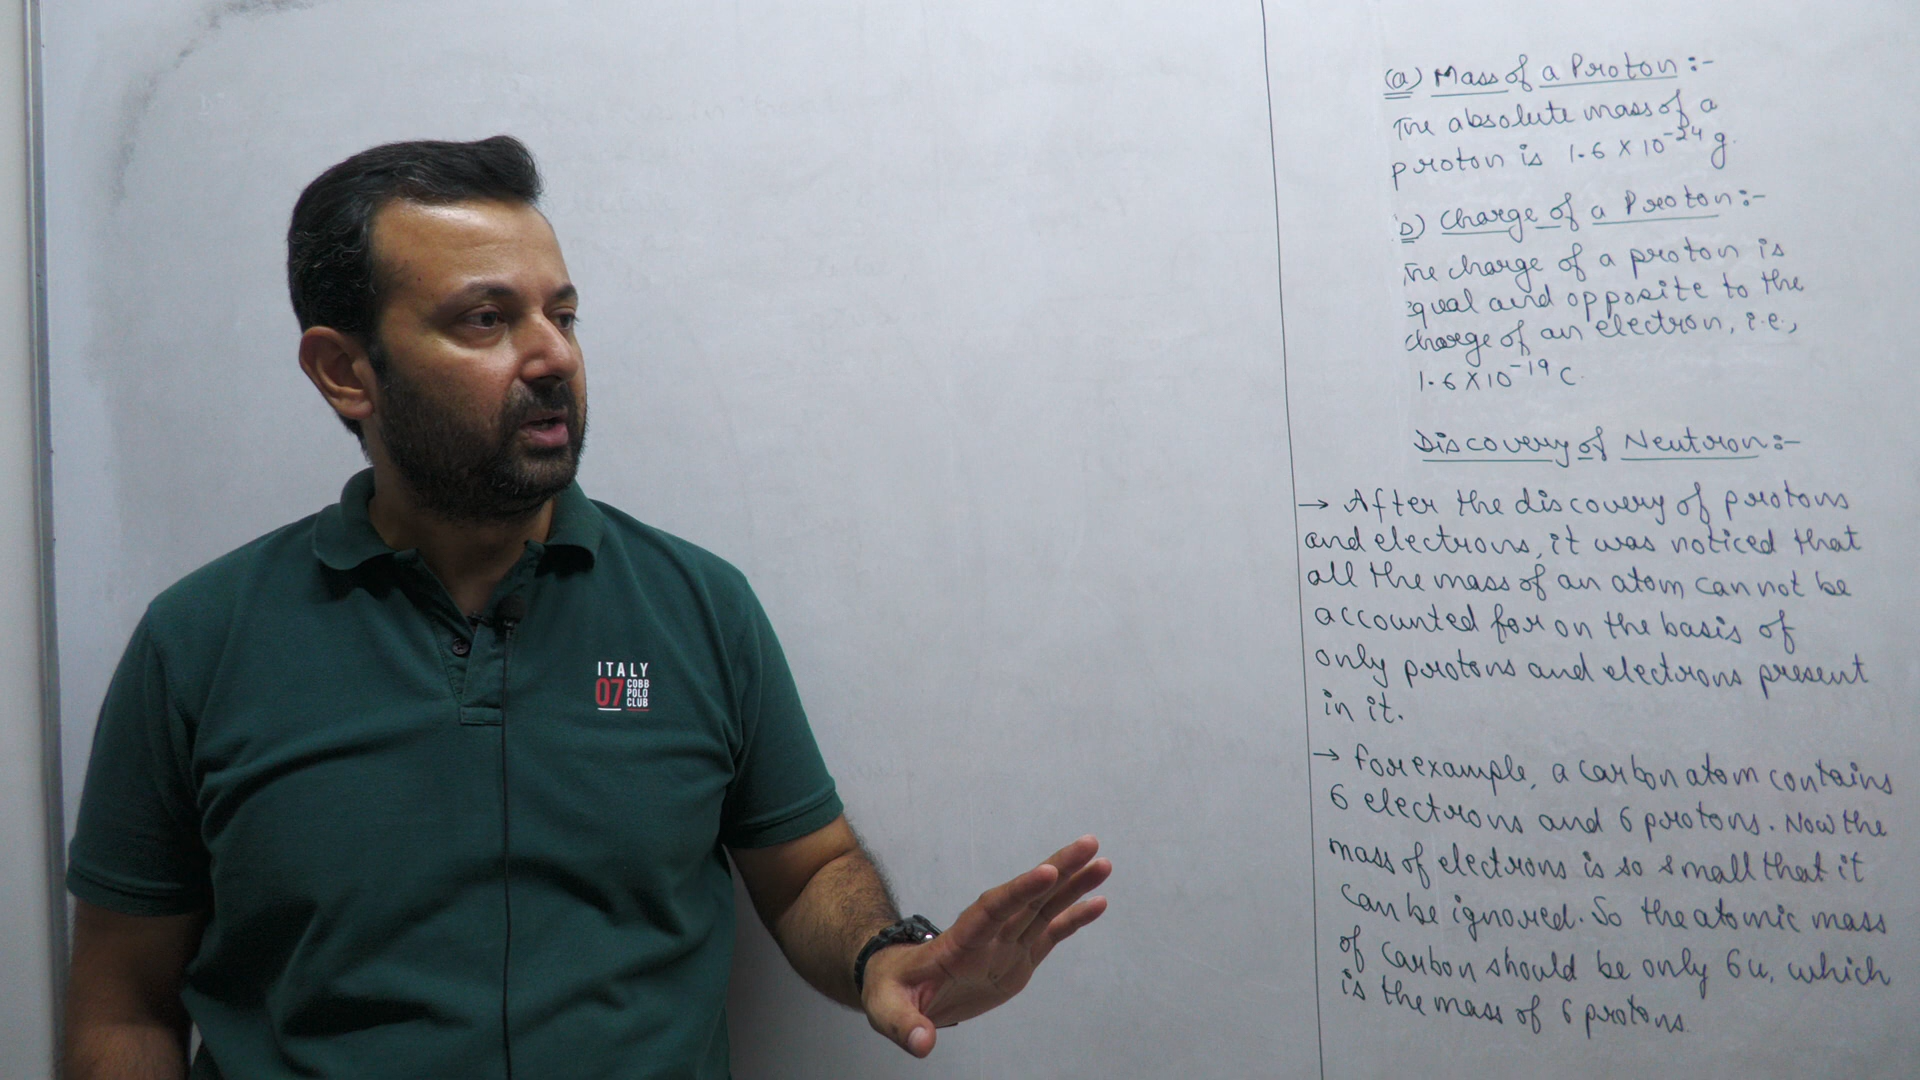 ITALY
07
COBB
POLO
CLUB
(a) Mass of a Proton :-
The absolute mass of a
proton is 1.6 X 10⁻²⁴ g.
b) Charge of a Proton :-
The charge of a proton is
equal and opposite to the
charge of an electron, i.e.,
1.6 X 10⁻¹⁹ C.
Discovery of Neutron :-
→ After the discovery of protons
and electrons, it was noticed that
all the mass of an atom cannot be
accounted for on the basis of
only protons and electrons present
in it.
→ For example, a carbon atom contains
6 electrons and 6 protons. Now the
mass of electrons is so small that it
can be ignored. So the atomic mass
of carbon should be only 6u, which
is the mass of 6 protons.